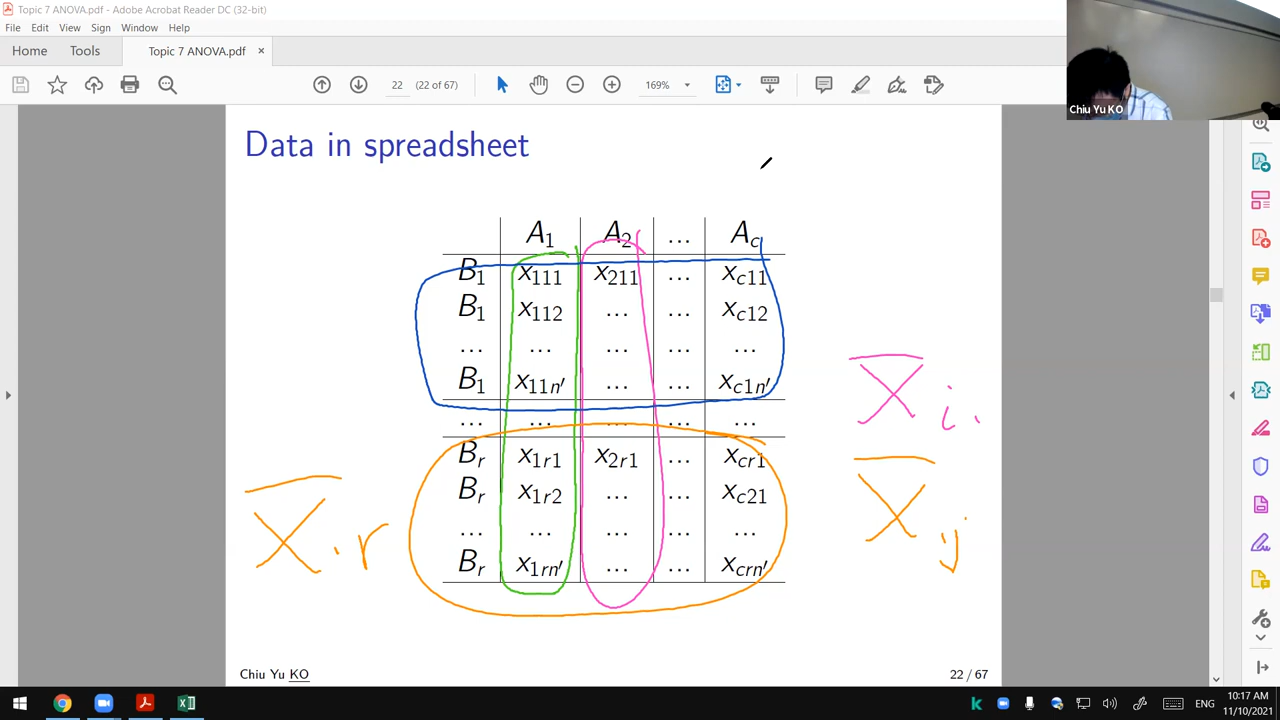 Topic 7 ANOVA.pdf - Adobe Acrobat Reader DC (32-bit)
File Edit View Sign Window Help
Home Tools Topic 7 ANOVA.pdf ×
22 (22 of 67) 169%
Chiu Yu KO
Data in spreadsheet
A1 A2 ... Ac
B1 x111 x211 ... xc11
B1 x112 ... ... xc12
... ... ... ... ...
B1 x11n′ ... ... xc1n′
... ... ... ... ...
Br x1r1 x2r1 ... xcr1
Br x1r2 ... ... xc21
... ... ... ... ...
Br x1rn′ ... ... xcrn′
X̅i.
X̅.r
X̅j
Chiu Yu KO 22 / 67
ENG 10:17 AM
11/10/2021